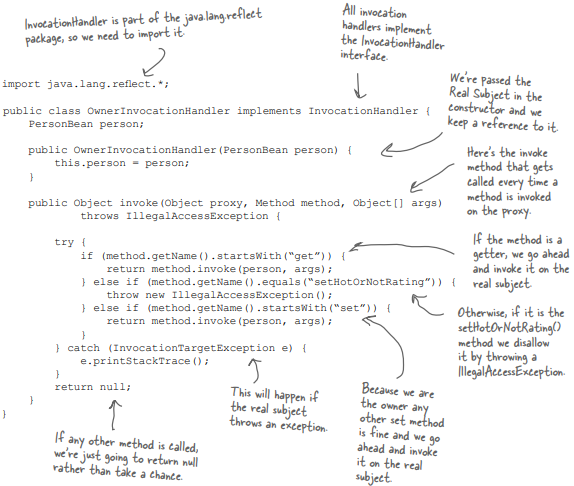 InvocationHandler is part of the java.lang.reflect
package, so we need to import it.
All invocation
handlers implement
the InvocationHandler
interface.
import java.lang.reflect.*;
public class OwnerInvocationHandler implements InvocationHandler {
PersonBean person;
public OwnerInvocationHandler(PersonBean person) {
this.person = person;
}
We're passed the
Real Subject in the
constructor and we
keep a reference to it.
public Object invoke(Object proxy, Method method, Object[] args)
throws IllegalAccessException {
Here's the invoke
method that gets
called every time a
method is invoked
on the proxy.
try {
if (method.getName().startsWith(“get”)) {
return method.invoke(person, args);
} else if (method.getName().equals(“setHotOrNotRating”)) {
throw new IllegalAccessException();
} else if (method.getName().startsWith(“set”)) {
return method.invoke(person, args);
}
} catch (InvocationTargetException e) {
e.printStackTrace();
}
return null;
}
}
If the method is a
getter, we go ahead
and invoke it on the
real subject.
Otherwise, if it is the
setHotOrNotRating()
method we disallow
it by throwing a
IllegalAccessException.
Because we are
the owner any
other set method
is fine and we go
ahead and invoke
it on the real
subject.
This will happen if
the real subject
throws an exception.
If any other method is called,
we're just going to return null
rather than take a chance.